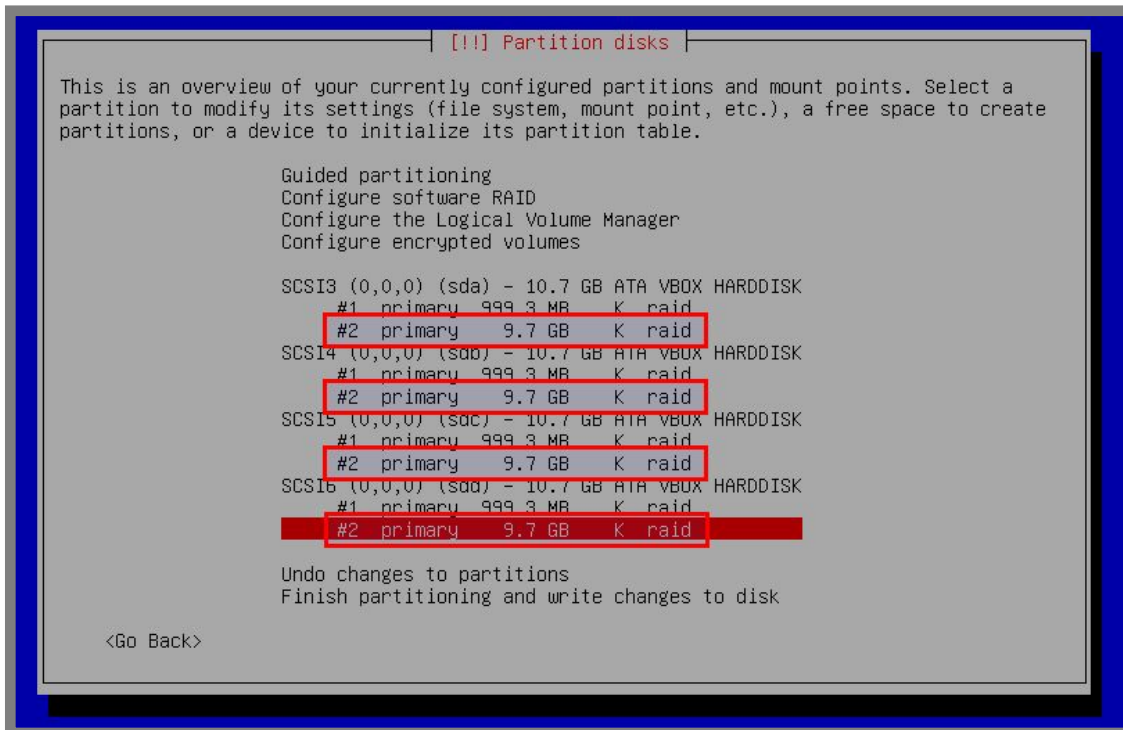 [!!] Partition disks
This is an overview of your currently configured partitions and mount points. Select a
partition to modify its settings (file system, mount point, etc.), a free space to create
partitions, or a device to initialize its partition table.
Guided partitioning
Configure software RAID
Configure the Logical Volume Manager
Configure encrypted volumes
SCSI3 (0,0,0) (sda) - 10.7 GB ATA VBOX HARDDISK
#1 primary 999.3 MB K raid
#2 primary 9.7 GB K raid
SCSI4 (0,0,0) (sdb) - 10.7 GB ATA VBOX HARDDISK
#1 primary 999.3 MB K raid
#2 primary 9.7 GB K raid
SCSI5 (0,0,0) (sdc) - 10.7 GB ATA VBOX HARDDISK
#1 primary 999.3 MB K raid
#2 primary 9.7 GB K raid
SCSI6 (0,0,0) (sdd) - 10.7 GB ATA VBOX HARDDISK
#1 primary 999.3 MB K raid
#2 primary 9.7 GB K raid
Undo changes to partitions
Finish partitioning and write changes to disk
<Go Back>